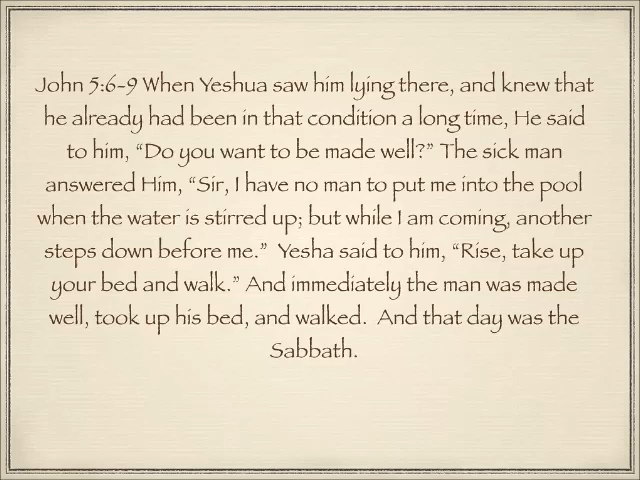 John 5:6-9 When Yeshua saw him lying there, and knew that
he already had been in that condition a long time, He said
to him, “Do you want to be made well?” The sick man
answered Him, “Sir, I have no man to put me into the pool
when the water is stirred up; but while I am coming, another
steps down before me.”  Yesha said to him, “Rise, take up
your bed and walk.” And immediately the man was made
well, took up his bed, and walked.  And that day was the
Sabbath.